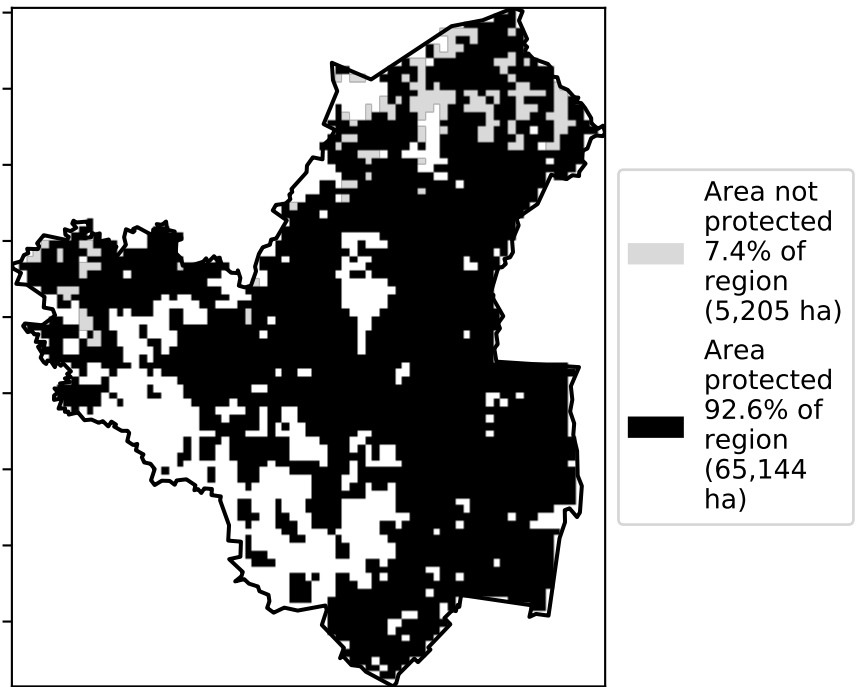 Area not
protected
7.4% of
region
(5,205 ha)
Area
protected
92.6% of
region
(65,144
ha)